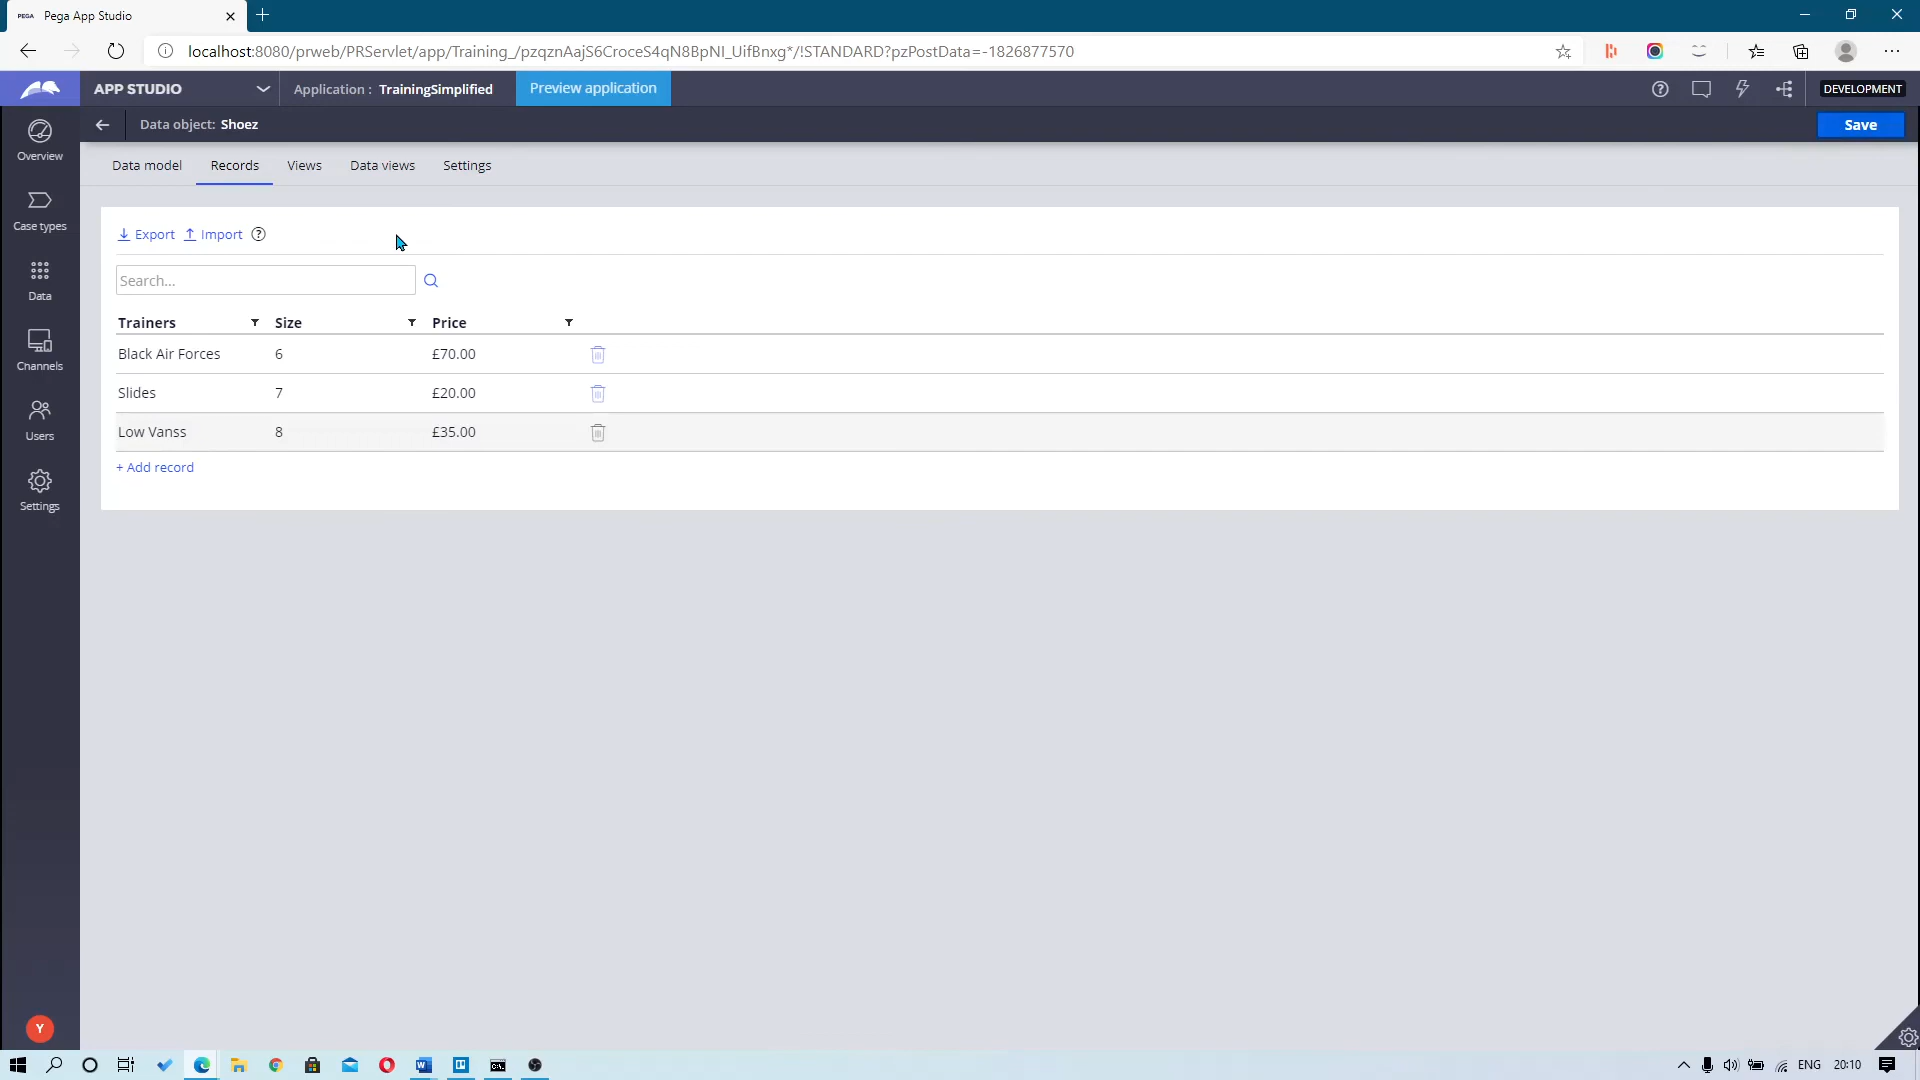 PEGA Pega App Studio
localhost:8080/prweb/PRServlet/app/Training_/pzqznAajS6CroceS4qN8BpNI_UifBnxg*/!STANDARD?pzPostData=-1826877570
APP STUDIO Application : TrainingSimplified Preview application DEVELOPMENT
Data object: Shoez Save
Overview
Case types
Data
Channels
Users
Settings
Data model Records Views Data views Settings
Export Import ?
Search...
Trainers Size Price
Black Air Forces 6 £70.00
Slides 7 £20.00
Low Vanss 8 £35.00
+ Add record
Y
ENG 20:10